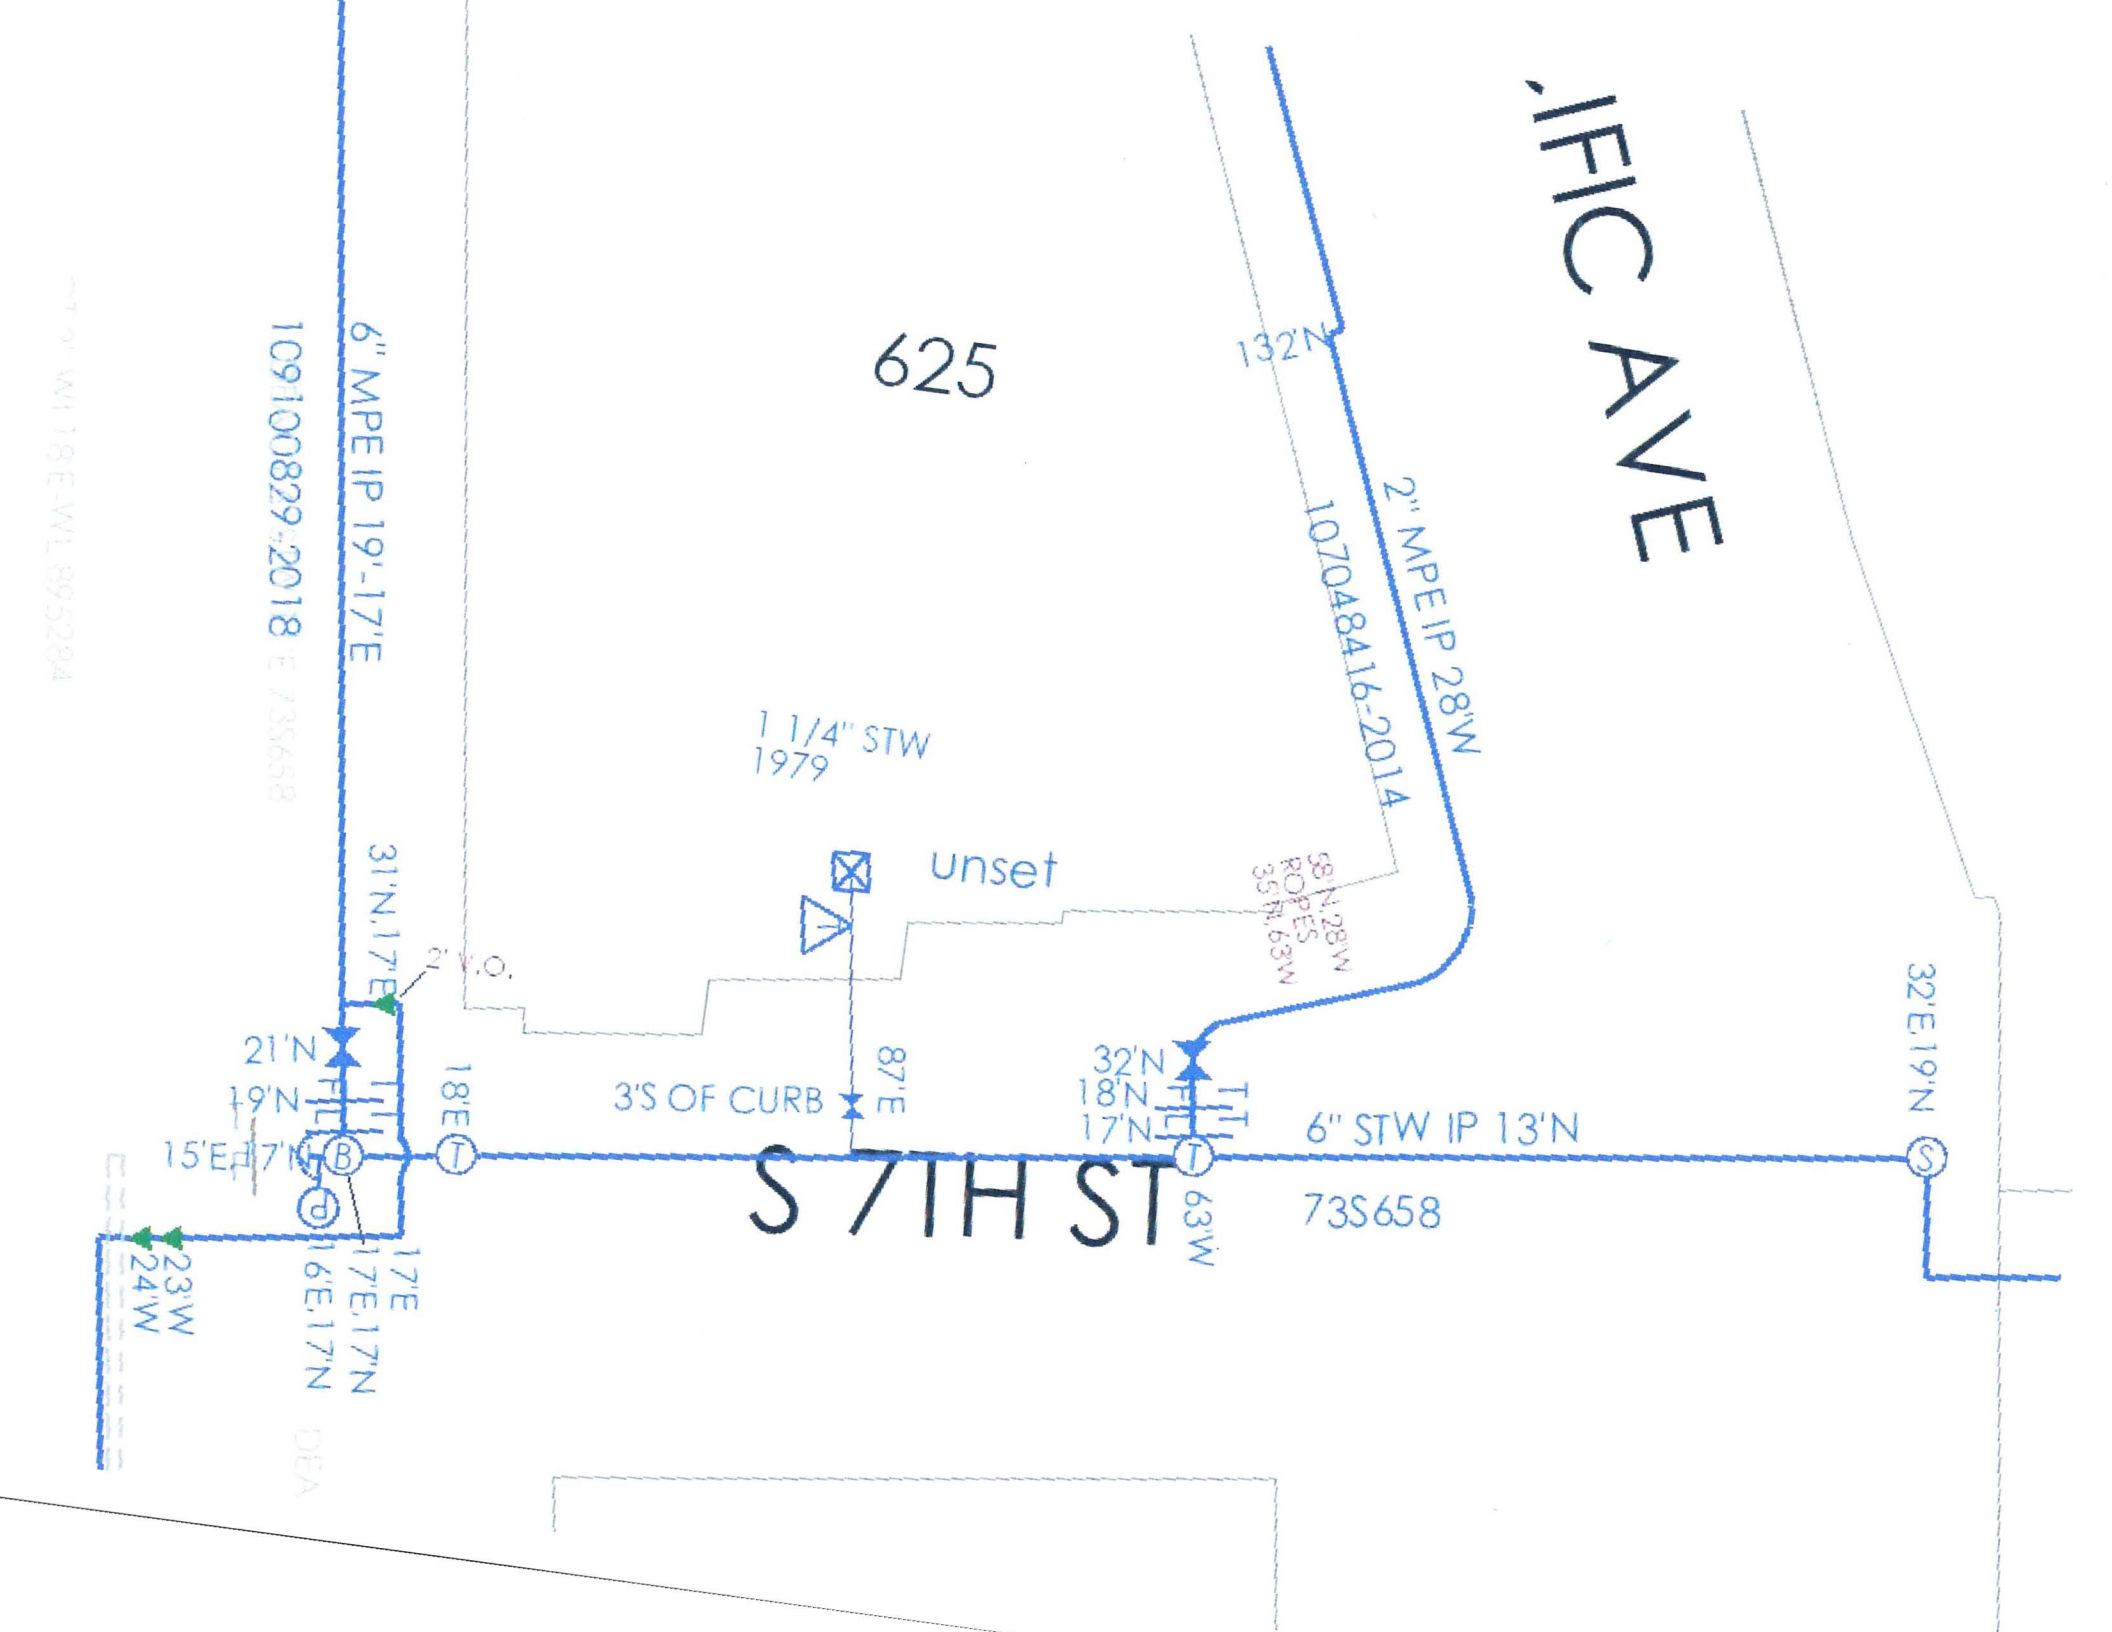 IFIC AVE
625
132'N
6" MPE IP 19'-17'E
109100829-2018
E 73S658
2" MPE IP 28'W
107048416-2014
1 1/4" STW
1979
unset
58'N,28'W
ROPES
35'N,63'W
31'N,17'E
2' V.O.
21'N
19'N
15'E,17'N
B
T
18'E
3'S OF CURB
87'E
32'N
18'N
17'N
T
6" STW IP 13'N
73S658
63'W
S 7TH ST
32'E,19'N
S
23'W
24'W
16'E,17'N
17'E,17'N
17'E
DEA